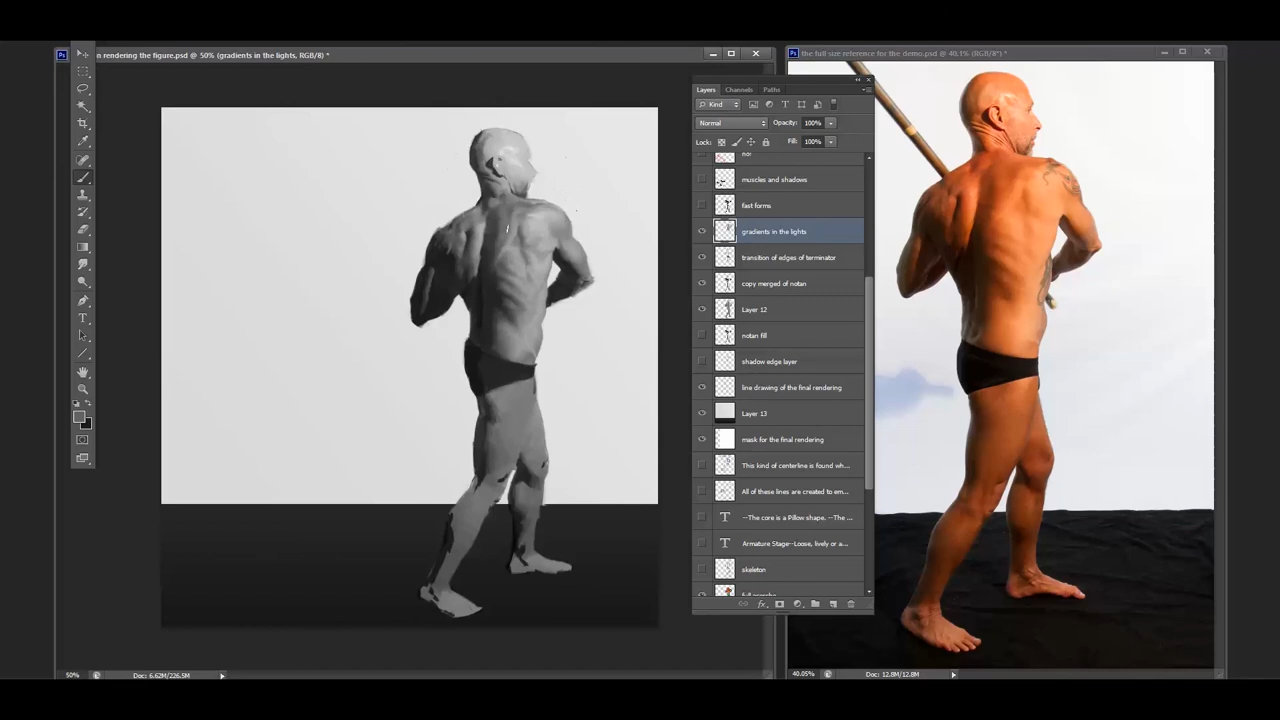 n rendering the figure.psd @ 50% (gradients in the lights, RGB/8) *
the full size reference for the demo.psd @ 40.1% (RGB/8*) *
Layers Channels Paths
Kind
Normal Opacity: 100%
Lock: Fill: 100%
muscles and shadows
fast forms
gradients in the lights
transition of edges of terminator
copy merged of notan
Layer 12
notan fill
shadow edge layer
line drawing of the final rendering
Layer 13
mask for the final rendering
This kind of centerline is found wh...
All of these lines are created to em...
--The core is a Pillow shape. --The ...
Armature Stage--Loose, lively or a...
skeleton
50% Doc: 6.62M/226.5M
40.05% Doc: 12.8M/12.8M